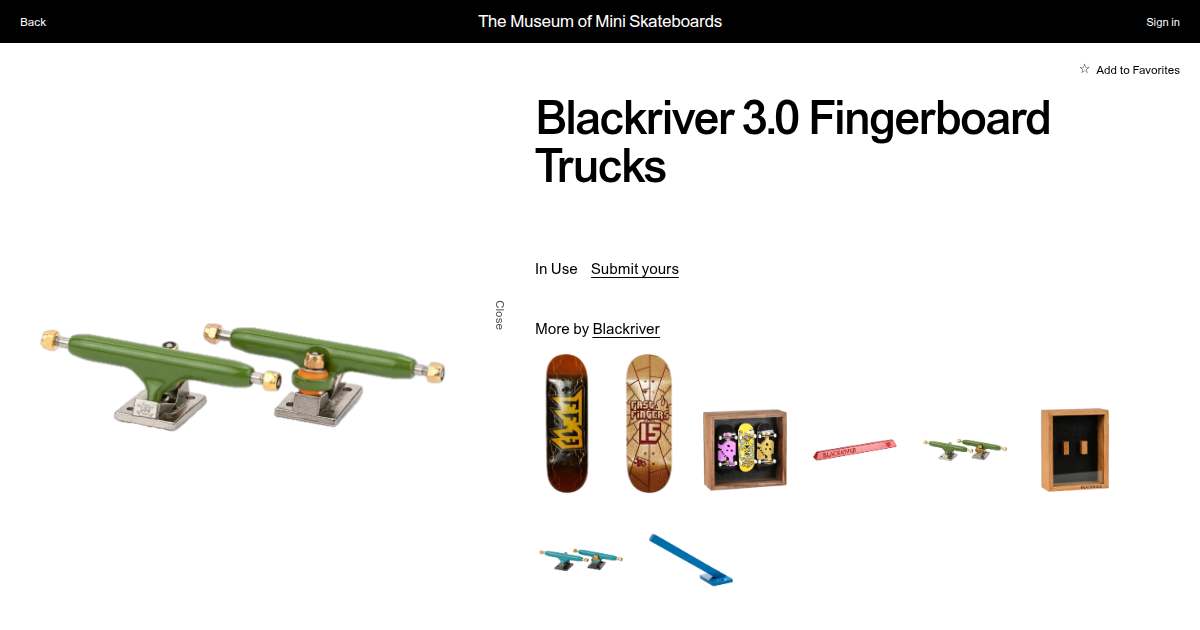 Back
The Museum of Mini Skateboards
Sign in
☆ Add to Favorites
Blackriver 3.0 Fingerboard
Trucks
In Use Submit yours
Close
More by Blackriver
FAST
FINGERS
15
BLACKRIVER